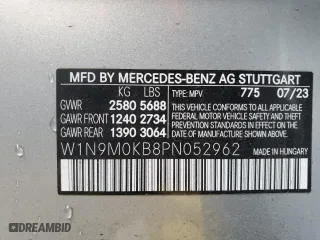 MFD BY MERCEDES-BENZ AG STUTTGART
KG LBS TYPE: MPV 775 07/23
GVWR 2580 5688
GAWR FRONT 1240 2734
GAWR REAR 1390 3064
THIS VEHICLE CONFORMS TO ALL APPLICABLE
FEDERAL MOTOR VEHICLE SAFETY AND
THEFT PREVENTION STANDARDS IN EFFECT ON
THE DATE OF MANUFACTURE SHOWN ABOVE.
W1N9M0KB8PN052962 HUNGARY
DREAMBID